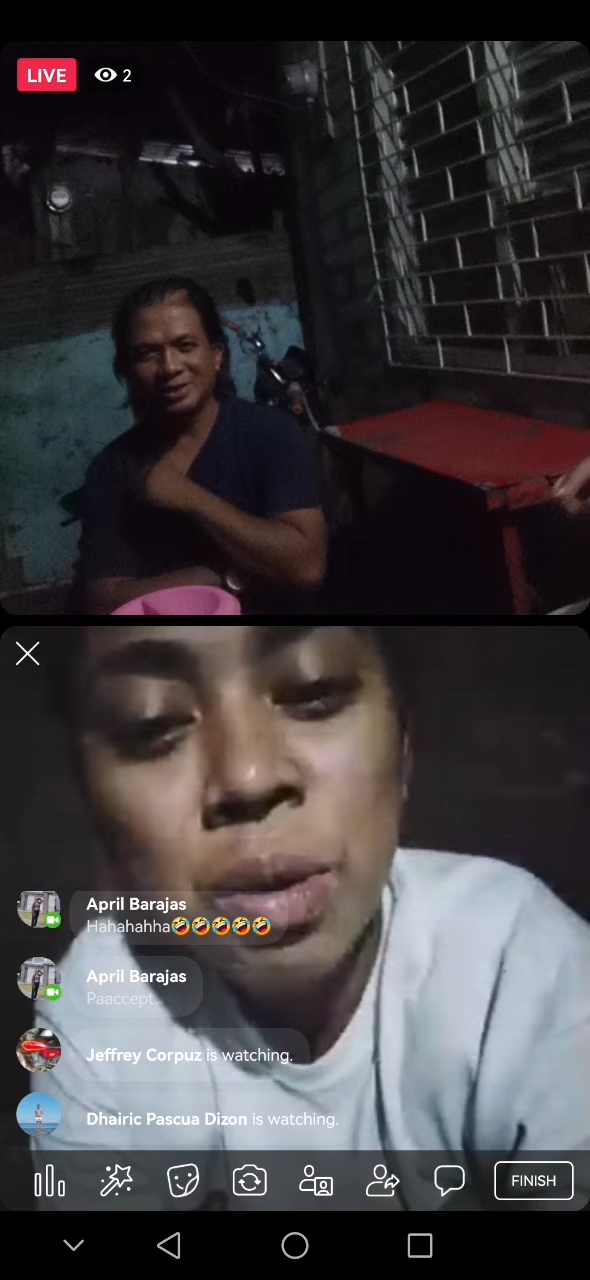 LIVE 2
April Barajas
Hahahahha🤣🤣🤣🤣🤣
April Barajas
Paaccept..
Jeffrey Corpuz is watching.
Dhairic Pascua Dizon is watching.
FINISH